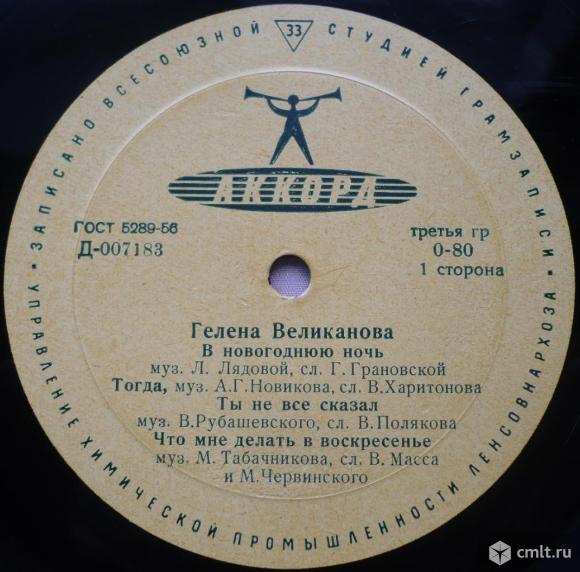 ЗАПИСАНО ВСЕСОЮЗНОЙ СТУДИЕЙ ГРАМЗАПИСИ
33
АККОРД
ГОСТ 5289-56
Д-007183
третья гр
0-80
1 сторона
Гелена Великанова
В новогоднюю ночь
муз. Л. Лядовой, сл. Г. Грановской
Тогда, муз. А.Г.Новикова, сл. В.Харитонова
Ты не все сказал
муз. В.Рубашевского, сл. В.Полякова
Что мне делать в воскресенье
муз. М. Табачникова, сл. В. Масса
и М.Червинского
УПРАВЛЕНИЕ ХИМИЧЕСКОЙ ПРОМЫШЛЕННОСТИ ЛЕНСОВНАРХОЗА
cmlt.ru